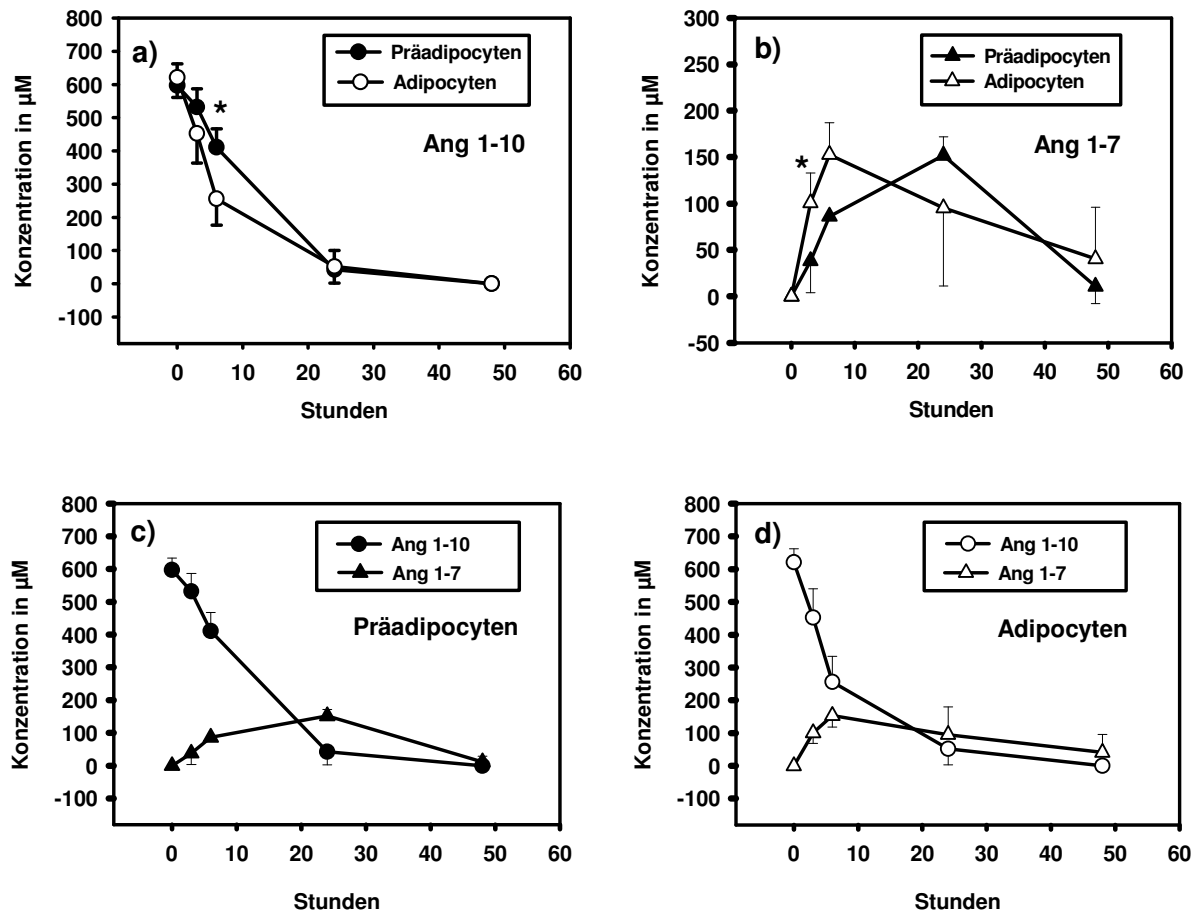 a)
Präadipocyten
Adipocyten
*
Ang 1-10
Konzentration in µM
800
700
600
500
400
300
200
100
0
-100
0 10 20 30 40 50 60
Stunden
b)
Präadipocyten
Adipocyten
*
Ang 1-7
Konzentration in µM
300
250
200
150
100
50
0
-50
0 10 20 30 40 50 60
Stunden
c)
Ang 1-10
Ang 1-7
Präadipocyten
Konzentration in µM
800
700
600
500
400
300
200
100
0
-100
0 10 20 30 40 50 60
Stunden
d)
Ang 1-10
Ang 1-7
Adipocyten
Konzentration in µM
800
700
600
500
400
300
200
100
0
-100
0 10 20 30 40 50 60
Stunden